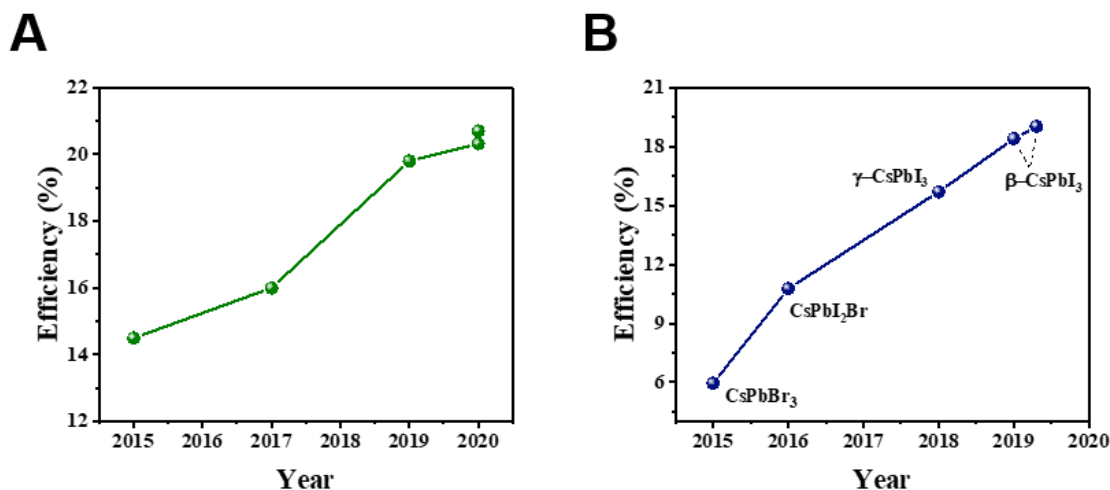 A
Efficiency (%)
22
20
18
16
14
12
2015 2016 2017 2018 2019 2020
Year
B
Efficiency (%)
21
18
15
12
9
6
γ–CsPbI₃
β–CsPbI₃
CsPbI₂Br
CsPbBr₃
2015 2016 2017 2018 2019 2020
Year